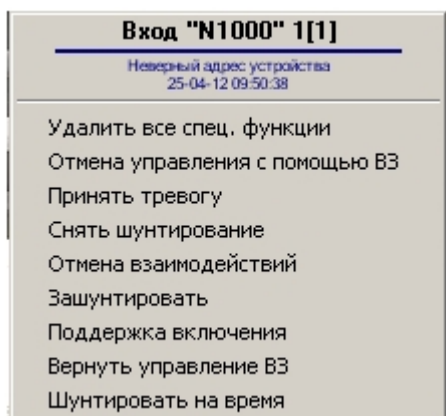 Вход "N1000" 1[1]
Неверный адрес устройства
25-04-12 09:50:38
Удалить все спец. функции
Отмена управления с помощью ВЗ
Принять тревогу
Снять шунтирование
Отмена взаимодействий
Зашунтировать
Поддержка включения
Вернуть управление ВЗ
Шунтировать на время